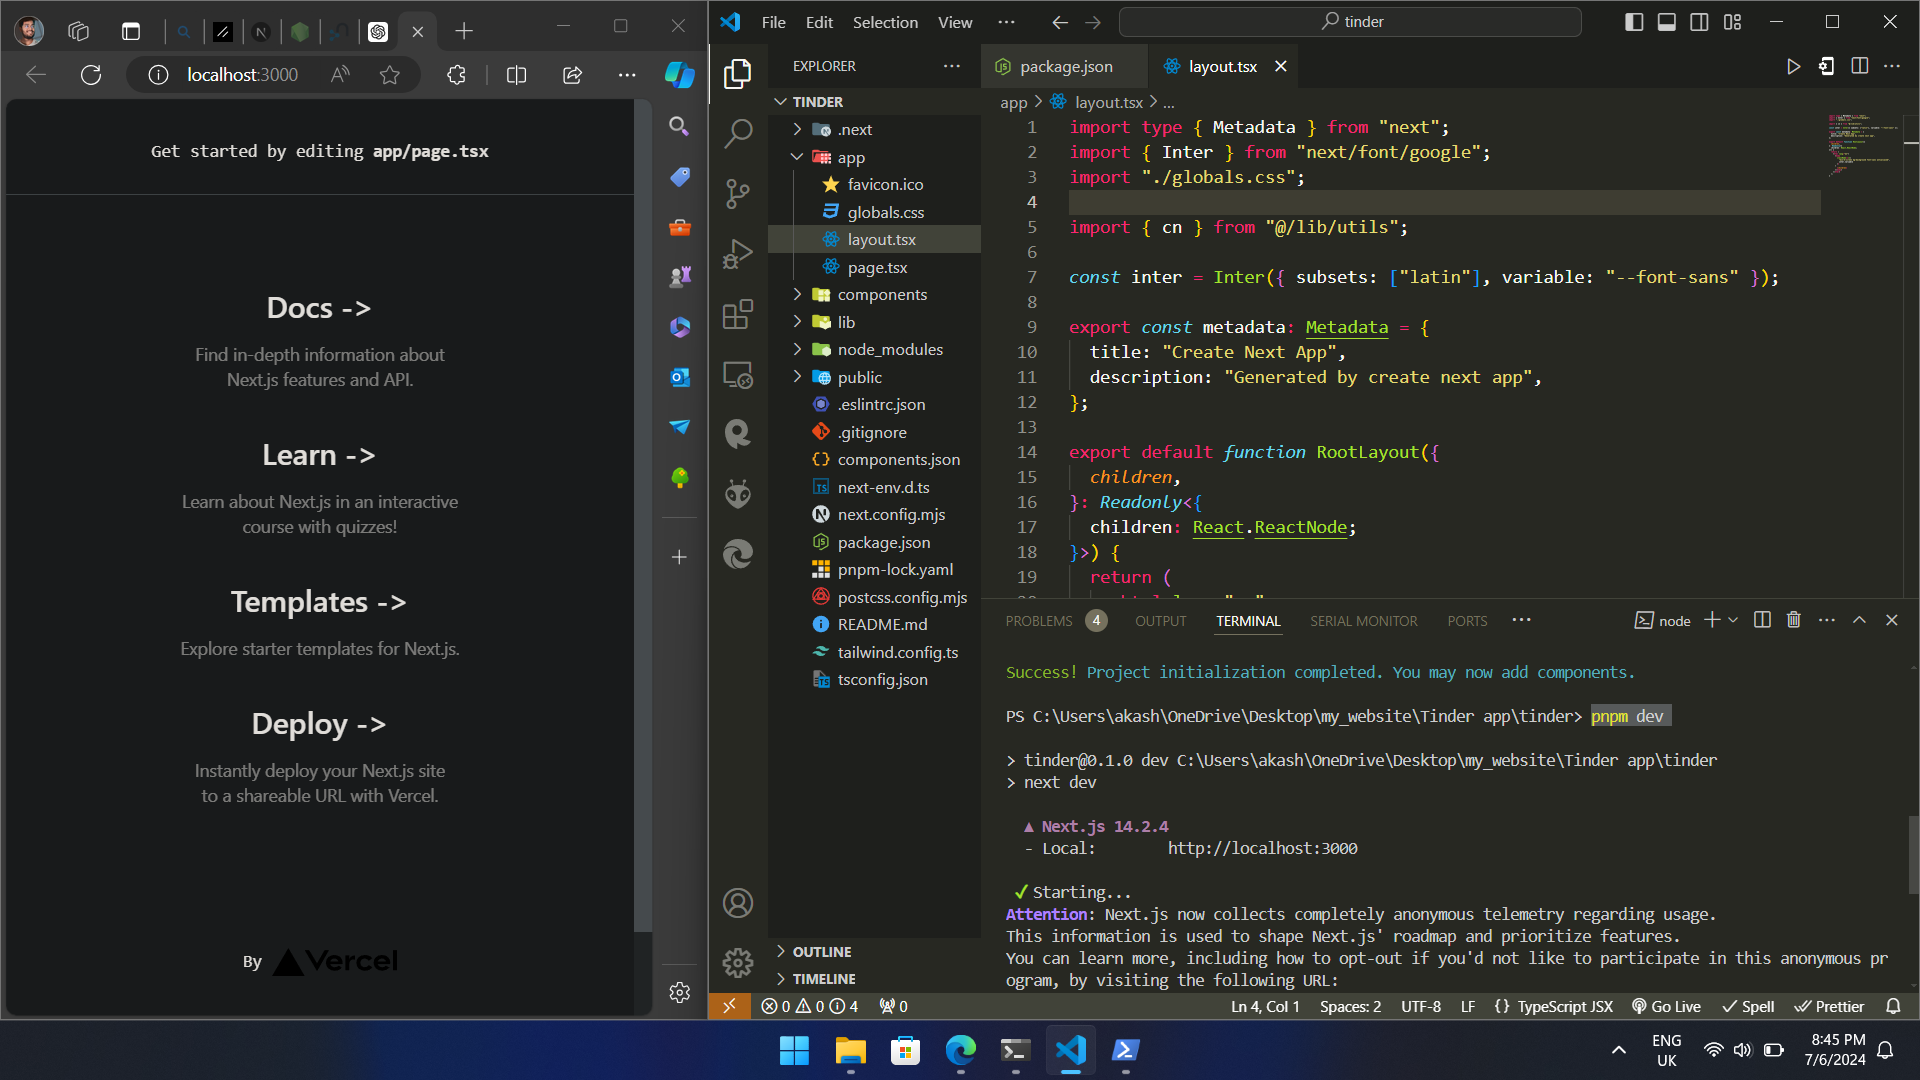 localhost:3000
Get started by editing app/page.tsx
Docs ->
Find in-depth information about
Next.js features and API.
Learn ->
Learn about Next.js in an interactive
course with quizzes!
Templates ->
Explore starter templates for Next.js.
Deploy ->
Instantly deploy your Next.js site
to a shareable URL with Vercel.
By Vercel
File Edit Selection View
tinder
EXPLORER
TINDER
.next
app
favicon.ico
globals.css
layout.tsx
page.tsx
components
lib
node_modules
public
.eslintrc.json
.gitignore
components.json
next-env.d.ts
next.config.mjs
package.json
pnpm-lock.yaml
postcss.config.mjs
README.md
tailwind.config.ts
tsconfig.json
OUTLINE
TIMELINE
package.json layout.tsx
app > layout.tsx > ...
1 import type { Metadata } from "next";
2 import { Inter } from "next/font/google";
3 import "./globals.css";
4
5 import { cn } from "@/lib/utils";
6
7 const inter = Inter({ subsets: ["latin"], variable: "--font-sans" });
8
9 export const metadata: Metadata = {
10 title: "Create Next App",
11 description: "Generated by create next app",
12 };
13
14 export default function RootLayout({
15 children,
16 }: Readonly<{
17 children: React.ReactNode;
18 }>) {
19 return (
PROBLEMS 4 OUTPUT TERMINAL SERIAL MONITOR PORTS
node
Success! Project initialization completed. You may now add components.
PS C:\Users\akash\OneDrive\Desktop\my_website\Tinder app\tinder> pnpm dev
> tinder@0.1.0 dev C:\Users\akash\OneDrive\Desktop\my_website\Tinder app\tinder
> next dev
▲ Next.js 14.2.4
- Local: http://localhost:3000
✓ Starting...
Attention: Next.js now collects completely anonymous telemetry regarding usage.
This information is used to shape Next.js' roadmap and prioritize features.
You can learn more, including how to opt-out if you'd not like to participate in this anonymous pr
ogram, by visiting the following URL:
0 0 4 0
Ln 4, Col 1 Spaces: 2 UTF-8 LF {} TypeScript JSX Go Live Spell Prettier
ENG
UK
8:45 PM
7/6/2024